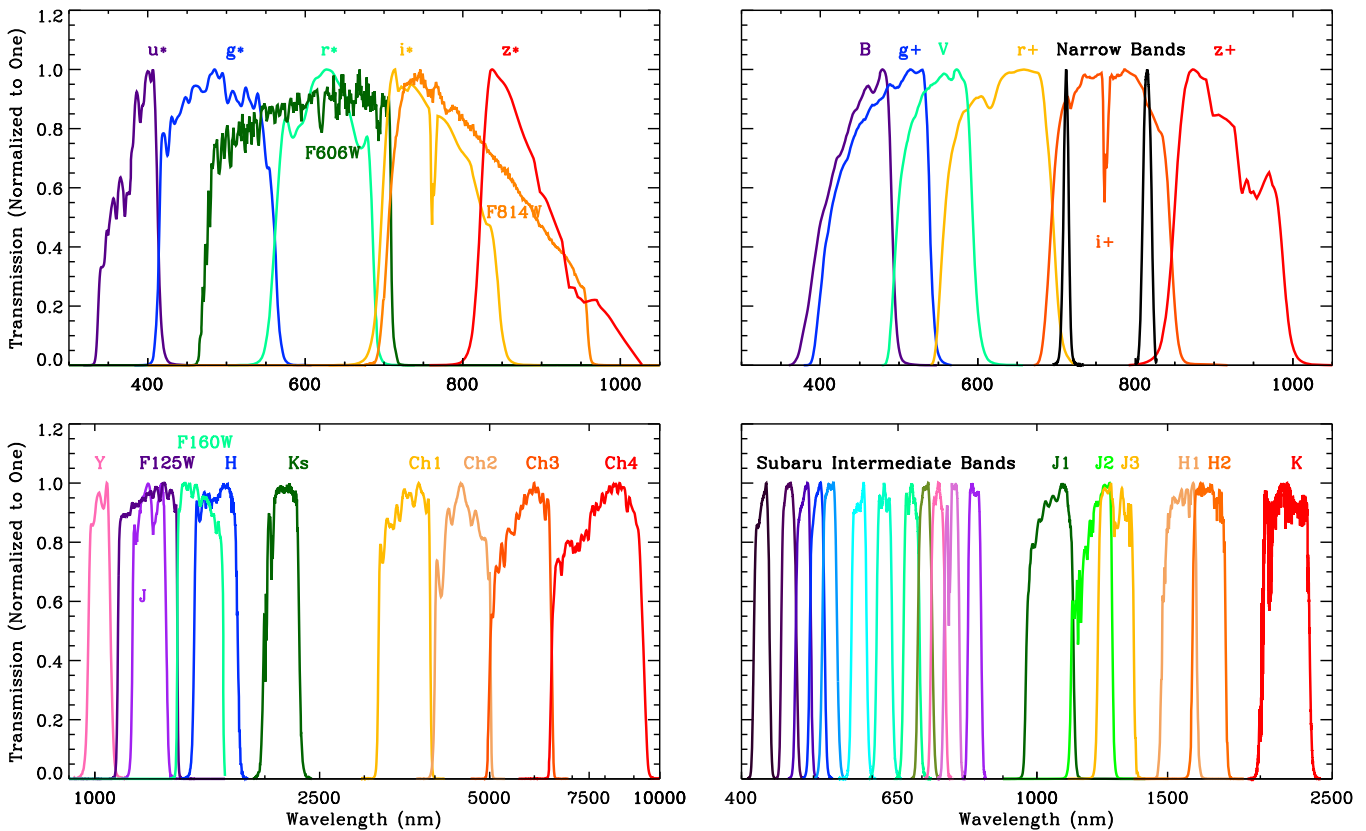 Transmission (Normalized to One)
1.2
1.0
0.8
0.6
0.4
0.2
0.0
u* g* r* i* z*
F606W
F814W
400 600 800 1000
B g+ V r+ Narrow Bands z+
i+
400 600 800 1000
Transmission (Normalized to One)
1.2
1.0
0.8
0.6
0.4
0.2
0.0
F160W
Y F125W H Ks Ch1 Ch2 Ch3 Ch4
J
1000 2500 5000 7500 10000
Wavelength (nm)
Subaru Intermediate Bands J1 J2 J3 H1 H2 K
400 650 1000 1500 2500
Wavelength (nm)